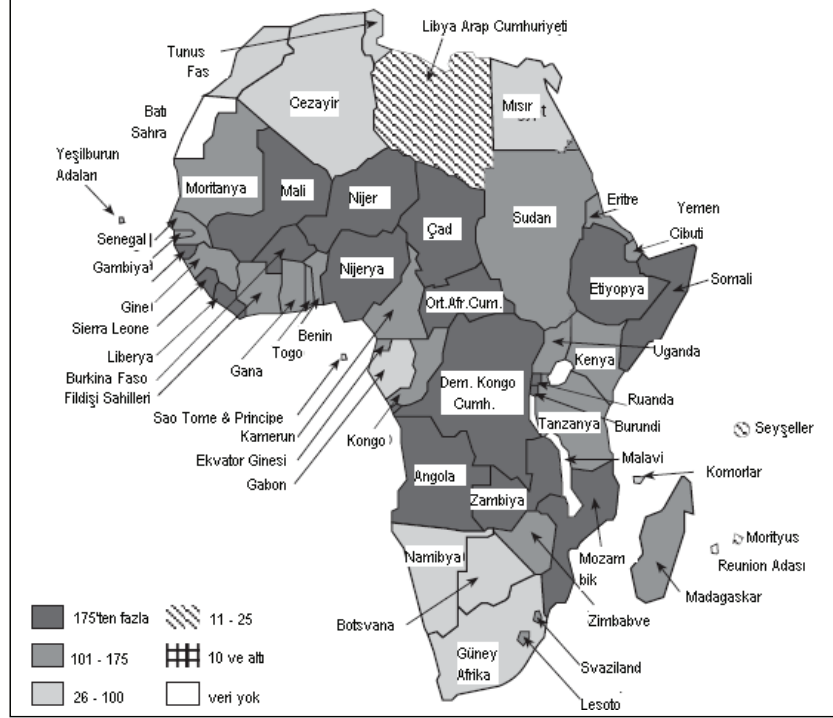 Libya Arap Cumhuriyeti
Tunus
Fas
Cezayir
Mısır
Batı
Sahra
Yeşilburun
Adaları
Moritanya
Mali
Nijer
Çad
Sudan
Eritre
Yemen
Cibuti
Senegal
Gambiya
Nijerya
Etiyopya
Somali
Gine
Ort.Afr.Cum.
Sierra Leone
Benin
Liberya
Togo
Uganda
Burkina Faso
Gana
Kenya
Fildişi Sahilleri
Dem. Kongo
Cumh.
Ruanda
Sao Tome & Principe
Tanzanya
Burundi
Kamerun
Kongo
Seyşeller
Ekvator Ginesi
Malavi
Gabon
Angola
Komorlar
Zambiya
Morityus
Namibya
Mozam
bik
Reunion Adası
Madagaskar
Botsvana
Zimbabve
175'ten fazla
11 - 25
101 - 175
10 ve altı
Güney
Afrika
Svaziland
26 - 100
veri yok
Lesoto